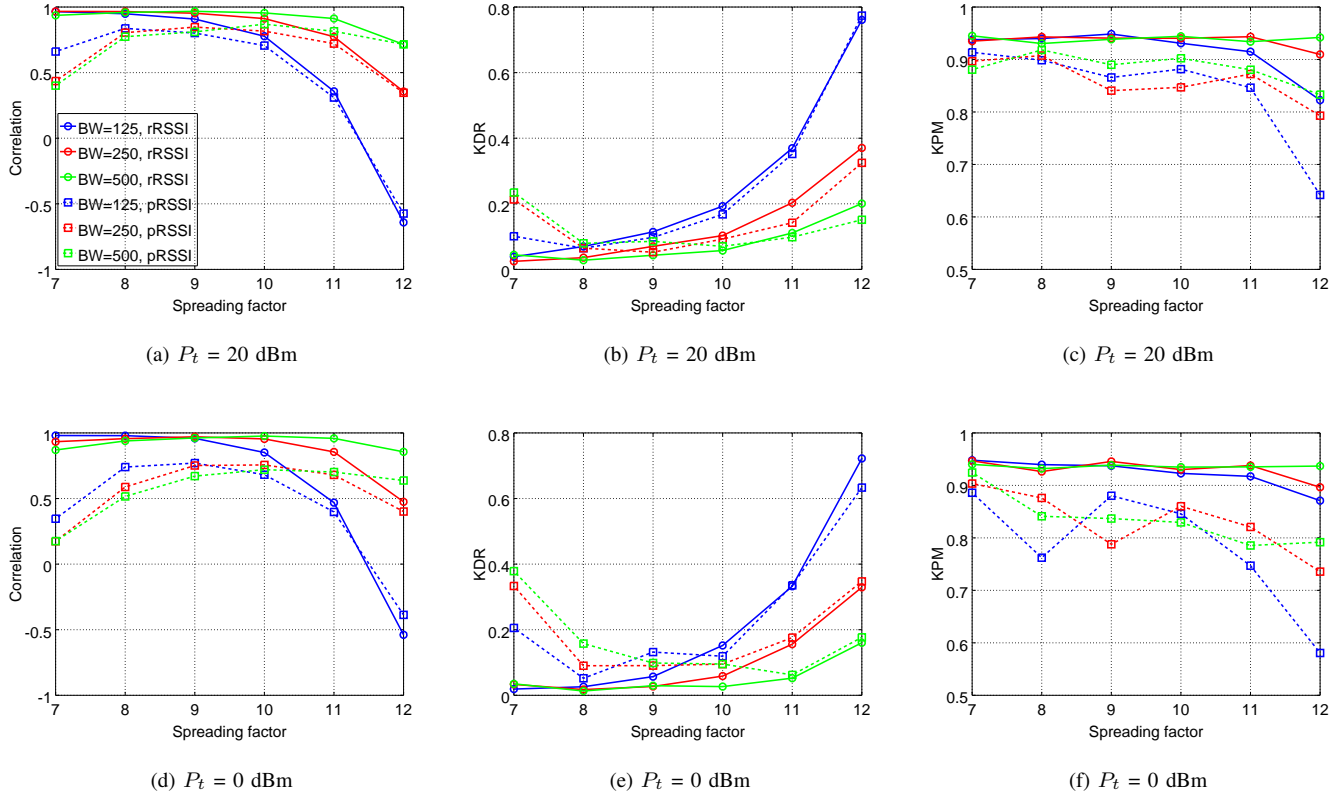 1
0.5
0
-0.5
-1
Correlation
BW=125, rRSSI
BW=250, rRSSI
BW=500, rRSSI
BW=125, pRSSI
BW=250, pRSSI
BW=500, pRSSI
7 8 9 10 11 12
Spreading factor
(a) Pt = 20 dBm
0.8
0.6
0.4
0.2
0
KDR
7 8 9 10 11 12
Spreading factor
(b) Pt = 20 dBm
1
0.9
0.8
0.7
0.9
0.6
0.5
KPM
7 8 9 10 11 12
Spreading factor
(c) Pt = 20 dBm
1
0.5
0
-0.5
-1
Correlation
7 8 9 10 11 12
Spreading factor
(d) Pt = 0 dBm
0.8
0.6
0.4
0.2
0
KDR
7 8 9 10 11 12
Spreading factor
(e) Pt = 0 dBm
1
0.9
0.8
0.7
0.6
0.5
KPM
7 8 9 10 11 12
Spreading factor
(f) Pt = 0 dBm